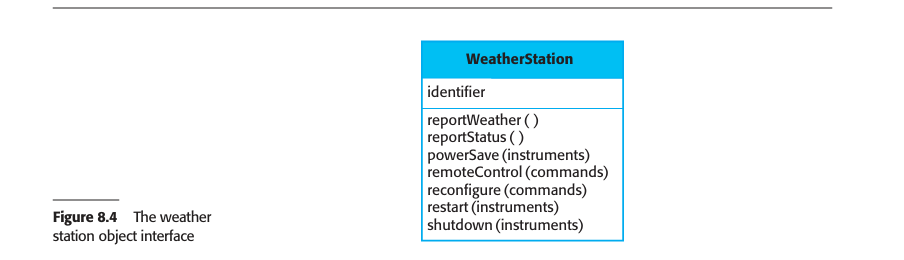 WeatherStation
identifier
reportWeather ( )
reportStatus ( )
powerSave (instruments)
remoteControl (commands)
reconfigure (commands)
restart (instruments)
shutdown (instruments)
Figure 8.4 The weather
station object interface